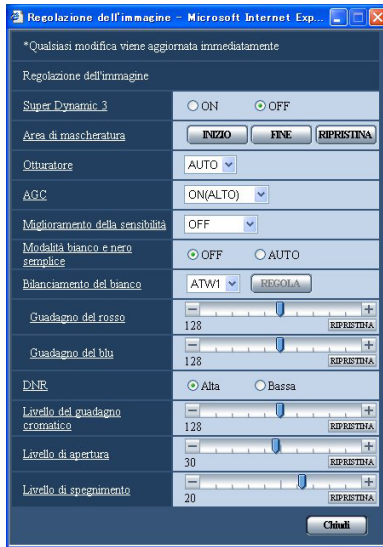 Regolazione dell'immagine - Microsoft Internet Exp...
*Qualsiasi modifica viene aggiornata immediatamente
Regolazione dell'immagine
Super Dynamic 3 ON OFF
Area di mascheratura INIZIO FINE RIPRISTINA
Otturatore AUTO
AGC ON(ALTO)
Miglioramento della sensibilità OFF
Modalità bianco e nero
semplice OFF AUTO
Bilanciamento del bianco ATW1 REGOLA
Guadagno del rosso - +
128 RIPRISTINA
Guadagno del blu - +
128 RIPRISTINA
DNR Alta Bassa
Livello del guadagno
cromatico - +
128 RIPRISTINA
Livello di apertura - +
30 RIPRISTINA
Livello di spegnimento - +
20 RIPRISTINA
Chiudi